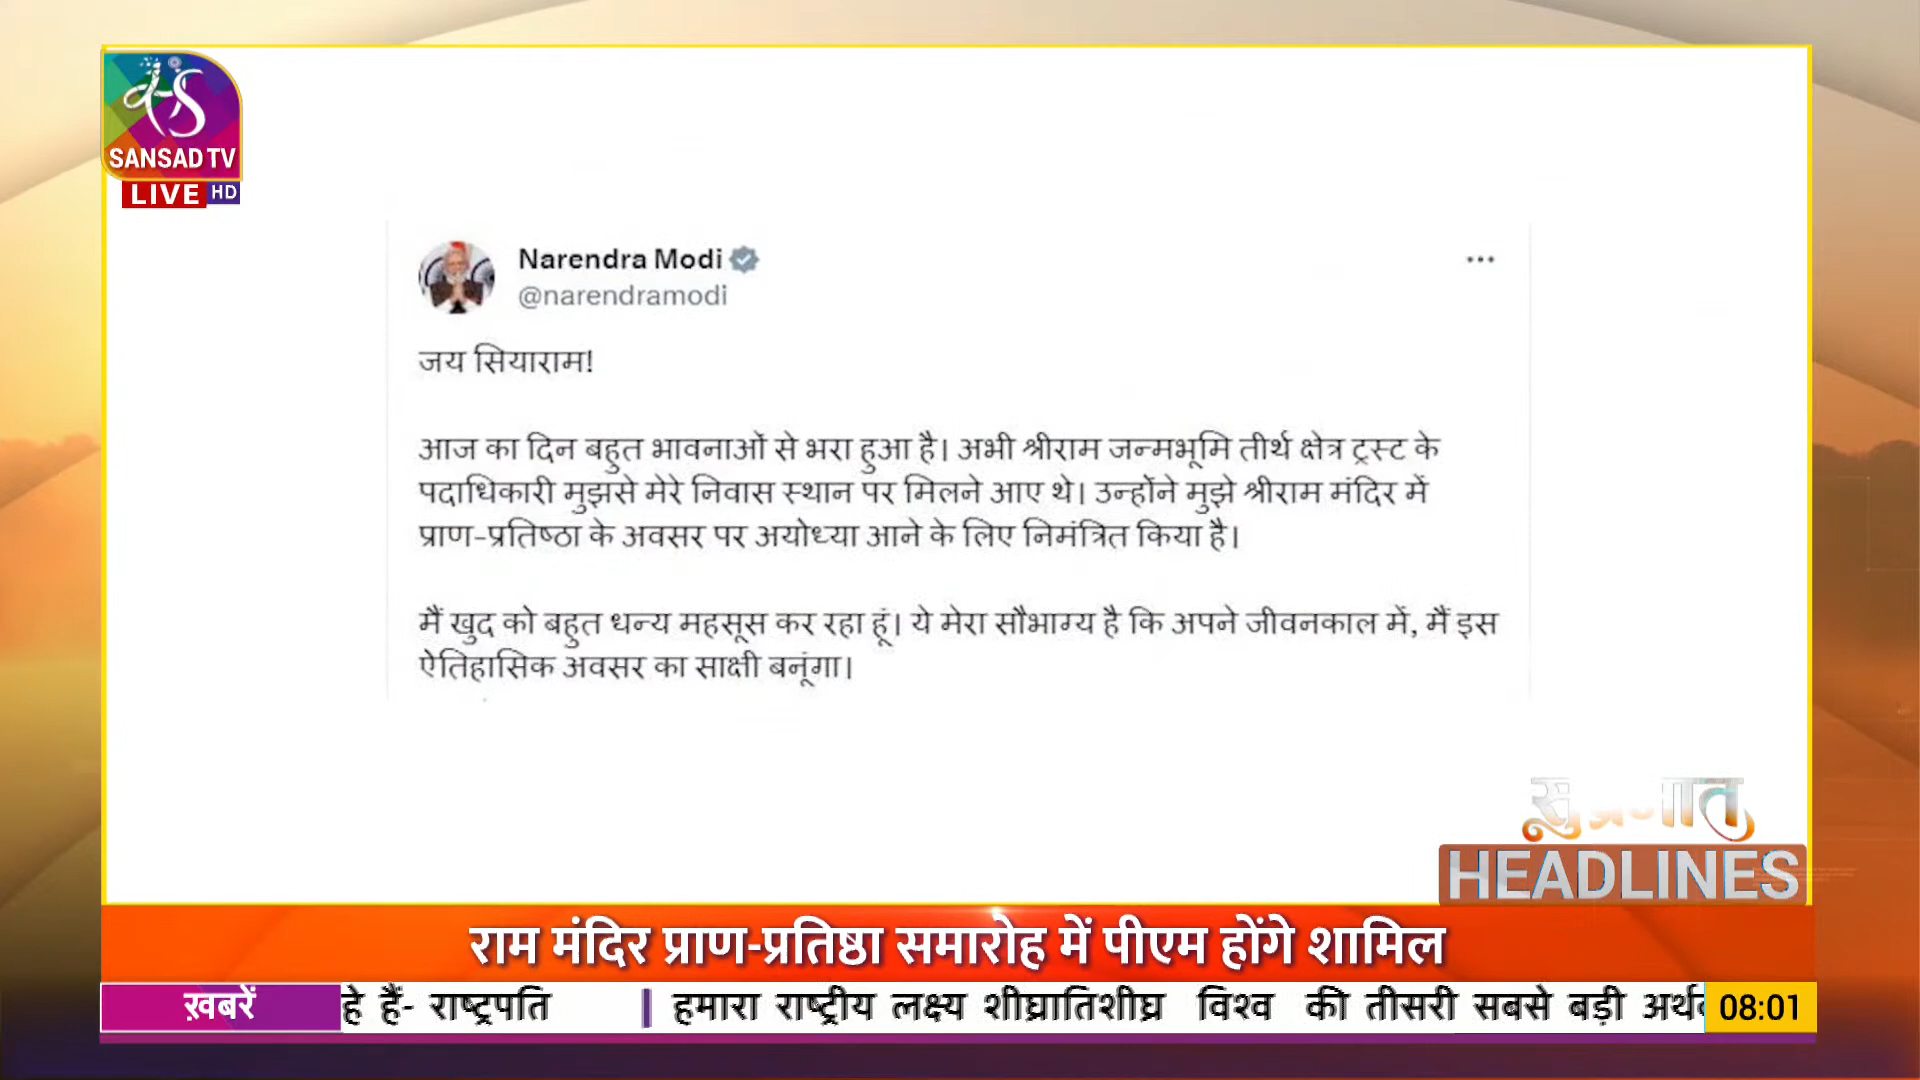 SANSAD TV
LIVE HD
Narendra Modi
@narendramodi
जय सियाराम!
आज का दिन बहुत भावनाओं से भरा हुआ है। अभी श्रीराम जन्मभूमि तीर्थ क्षेत्र ट्रस्ट के
पदाधिकारी मुझसे मेरे निवास स्थान पर मिलने आए थे। उन्होंने मुझे श्रीराम मंदिर में
प्राण-प्रतिष्ठा के अवसर पर अयोध्या आने के लिए निमंत्रित किया है।
मैं खुद को बहुत धन्य महसूस कर रहा हूं। ये मेरा सौभाग्य है कि अपने जीवनकाल में, मैं इस
ऐतिहासिक अवसर का साक्षी बनूंगा।
सुप्रभात
HEADLINES
राम मंदिर प्राण-प्रतिष्ठा समारोह में पीएम होंगे शामिल
ख़बरें हे हैं- राष्ट्रपति | हमारा राष्ट्रीय लक्ष्य शीघ्रातिशीघ्र विश्व की तीसरी सबसे बड़ी 08:01